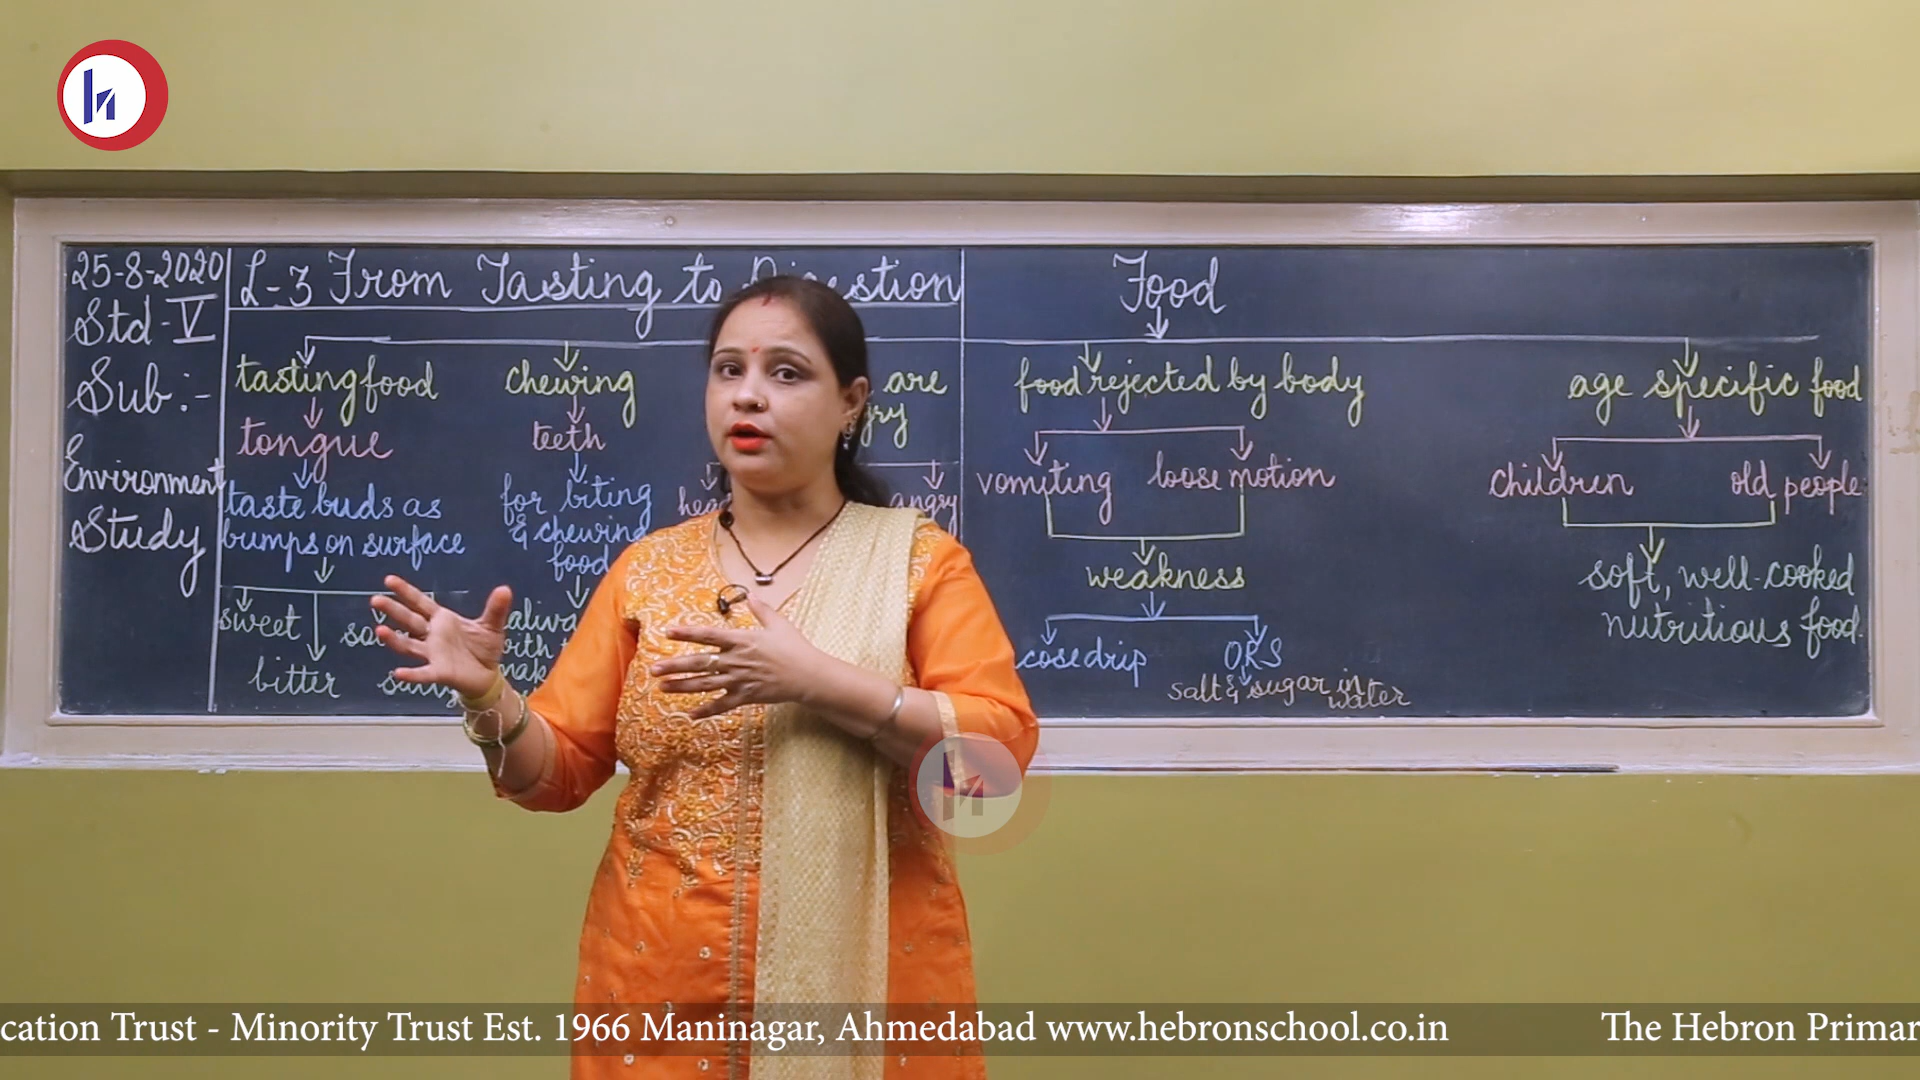 25-8-2020
Std-V
Sub:-
Environment
Study
L-3 From Tasting to Digestion
tasting food
tongue
taste buds as
bumps on surface
sweet
bitter
chewing
teeth
for biting
& chewing
food
are
angry
Food
food rejected by body
vomiting loose motion
weakness
ORS
salt & sugar in
water
age specific food
children old people
soft, well-cooked
nutritious food.
cation Trust - Minority Trust Est. 1966 Maninagar, Ahmedabad www.hebronschool.co.in The Hebron Primar